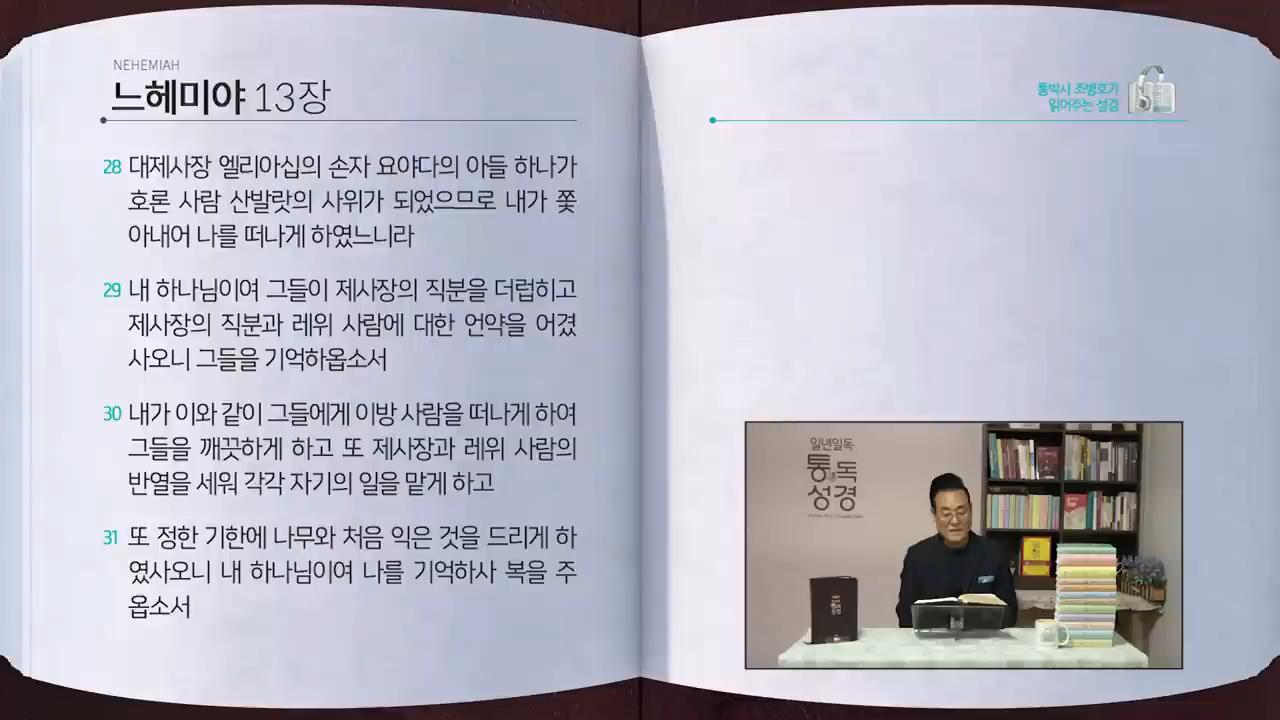 NEHEMIAH
느헤미야 13장
28 대제사장 엘리아십의 손자 요야다의 아들 하나가
호론 사람 산발랏의 사위가 되었으므로 내가 쫓
아내어 나를 떠나게 하였느니라
29 내 하나님이여 그들이 제사장의 직분을 더럽히고
제사장의 직분과 레위 사람에 대한 언약을 어겼
사오니 그들을 기억하옵소서
30 내가 이와 같이 그들에게 이방 사람을 떠나게 하여
그들을 깨끗하게 하고 또 제사장과 레위 사람의
반열을 세워 각각 자기의 일을 맡게 하고
31 또 정한 기한에 나무와 처음 익은 것을 드리게 하
였사오니 내 하나님이여 나를 기억하사 복을 주
옵소서
통박사 조병호가
읽어주는 성경
일년일독
통독
성경